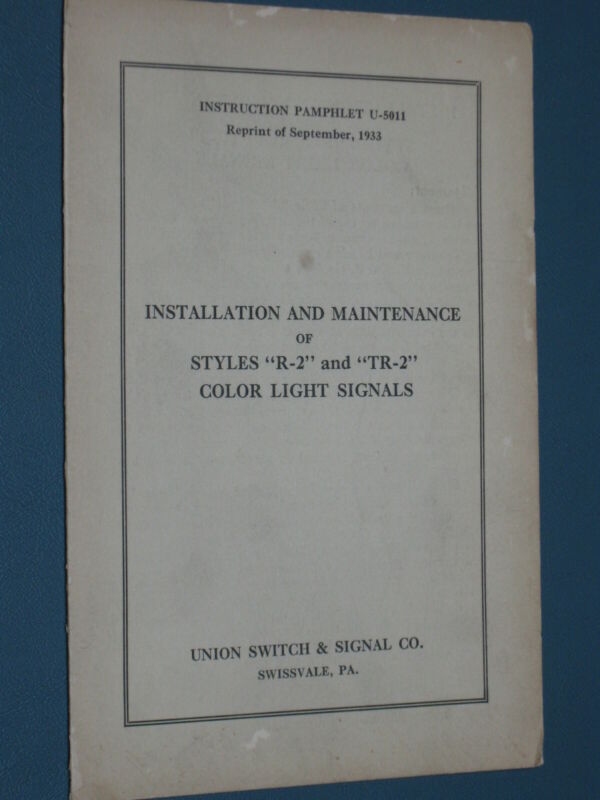 INSTRUCTION PAMPHLET U-5011
Reprint of September, 1933
INSTALLATION AND MAINTENANCE
OF
STYLES "R-2" and "TR-2"
COLOR LIGHT SIGNALS
UNION SWITCH & SIGNAL CO.
SWISSVALE, PA.